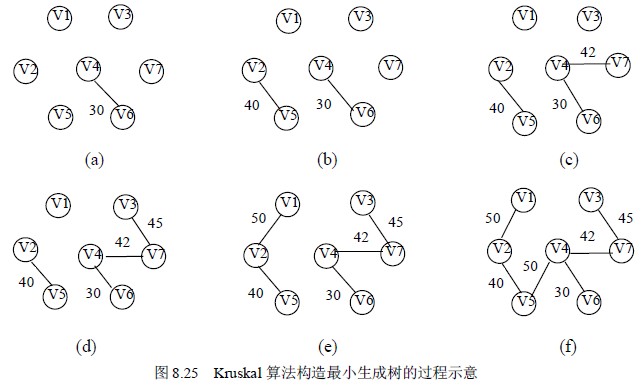 V1 V3 V1 V3 V1 V3
42
V2 V4 V7 V2 V4 V7 V2 V4 V7
40 30 40 30
30
V5 V6 V5 V6 V5 V6
40
(a) (b) (c)
V1 V3 50 V1 V3 V1 V3
45 45 50 45
V2 V4 42 V7 V2 V4 42 V7 V2 50 V4 42 V7
40 30 40 30 40 30
V5 V6 V5 V6 V5 V6
(d) (e) (f)
图 8.25 Kruskal 算法构造最小生成树的过程示意